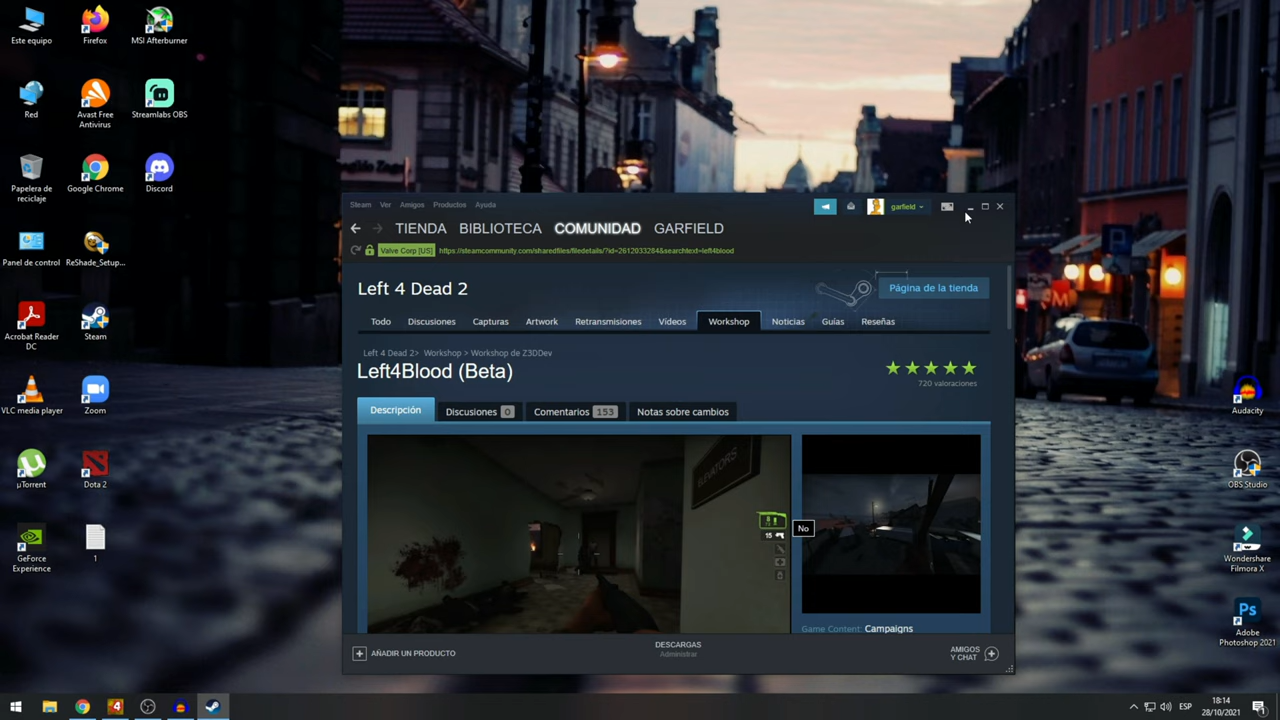 Este equipo
Firefox
MSI Afterburner
Red
Avast Free
Antivirus
Streamlabs OBS
Papelera de
reciclaje
Google Chrome
Discord
Panel de control
ReShade_Setup...
Acrobat Reader
DC
Steam
VLC media player
Zoom
µTorrent
Dota 2
GeForce
Experience
1
Steam Ver Amigos Productos Ayuda
garfield
TIENDA BIBLIOTECA COMUNIDAD GARFIELD
Valve Corp [US] https://steamcommunity.com/sharedfiles/filedetails/?id=2612033284&searchtext=left4blood
Left 4 Dead 2
Página de la tienda
Todo Discusiones Capturas Artwork Retransmisiones Vídeos Workshop Noticias Guías Reseñas
Left 4 Dead 2> Workshop > Workshop de Z3DDev
Left4Blood (Beta)
720 valoraciones
Descripción Discusiones 0 Comentarios 153 Notas sobre cambios
ELEVATORS
15
No
Game Content: Campaigns
AÑADIR UN PRODUCTO
DESCARGAS
Administrar
AMIGOS
Y CHAT
Audacity
OBS Studio
Wondershare
Filmora X
Ps
Adobe
Photoshop 2021
4
ESP
18:14
28/10/2021
1